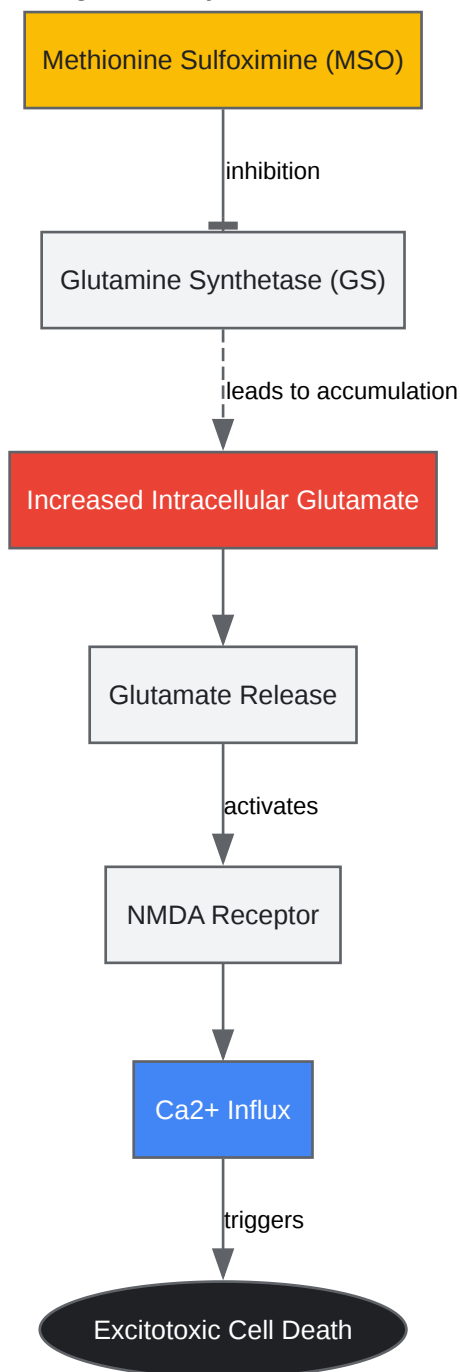 Methionine Sulfoximine (MSO)
inhibition
Glutamine Synthetase (GS)
leads to accumulation
Increased Intracellular Glutamate
Glutamate Release
activates
NMDA Receptor
Ca2+ Influx
triggers
Excitotoxic Cell Death